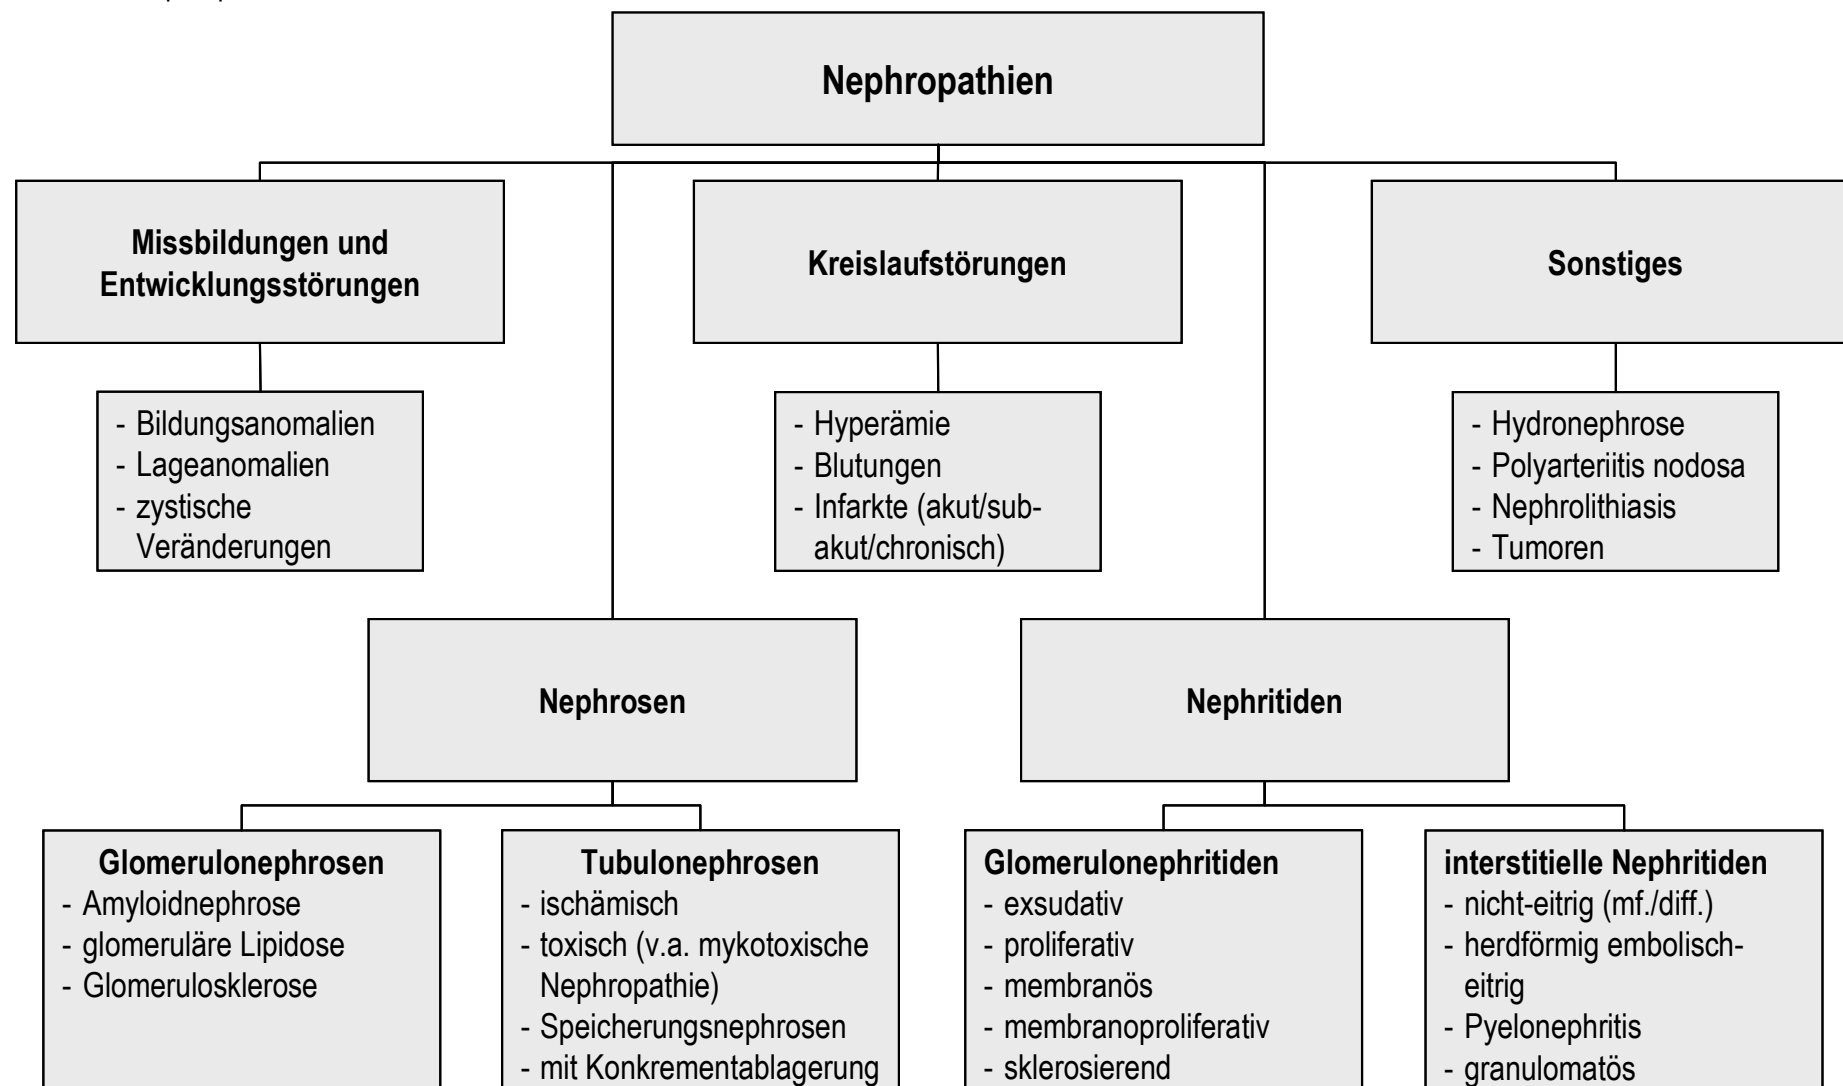 Nephropathien
Missbildungen und
Entwicklungsstörungen
Kreislaufstörungen
Sonstiges
- Bildungsanomalien
- Lageanomalien
- zystische
Veränderungen
- Hyperämie
- Blutungen
- Infarkte (akut/sub-
akut/chronisch)
- Hydronephrose
- Polyarteriitis nodosa
- Nephrolithiasis
- Tumoren
Nephrosen
Nephritiden
Glomerulonephrosen
- Amyloidnephrose
- glomeruläre Lipidose
- Glomerulosklerose
Tubulonephrosen
- ischämisch
- toxisch (v.a. mykotoxische
Nephropathie)
- Speicherungsnephrosen
- mit Konkrementablagerung
Glomerulonephritiden
- exsudativ
- proliferativ
- membranös
- membranoproliferativ
- sklerosierend
interstitielle Nephritiden
- nicht-eitrig (mf./diff.)
- herdförmig embolisch-
eitrig
- Pyelonephritis
- granulomatös